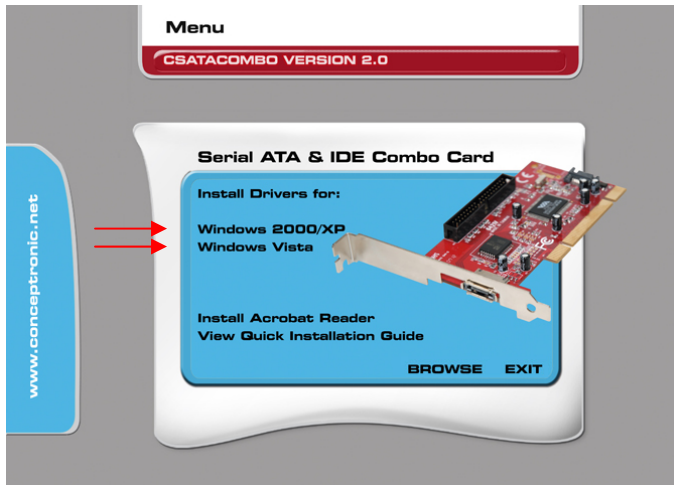 Menu
CSATACOMBO VERSION 2.0
www.conceptronic.net
Serial ATA & IDE Combo Card
Install Drivers for:
Windows 2000/XP
Windows Vista
Install Acrobat Reader
View Quick Installation Guide
BROWSE EXIT